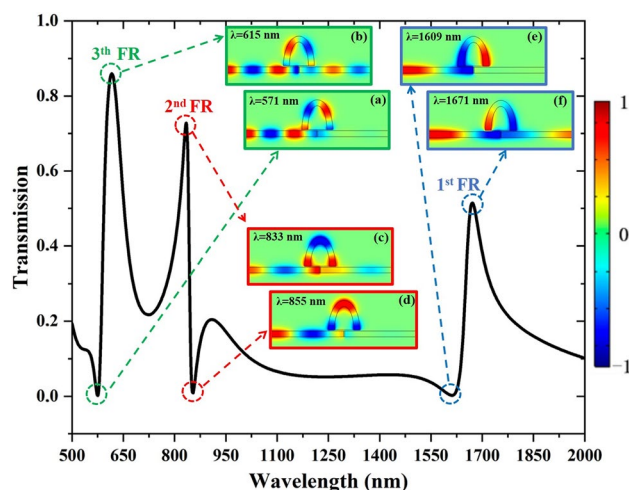 1.0
0.8
0.6
0.4
0.2
0.0
Transmission
500 650 800 950 1100 1250 1400 1550 1700 1850 2000
Wavelength (nm)
3th FR
2nd FR
1st FR
λ=615 nm (b)
λ=571 nm (a)
λ=833 nm (c)
λ=855 nm (d)
λ=1609 nm (e)
λ=1671 nm (f)
1
0
−1